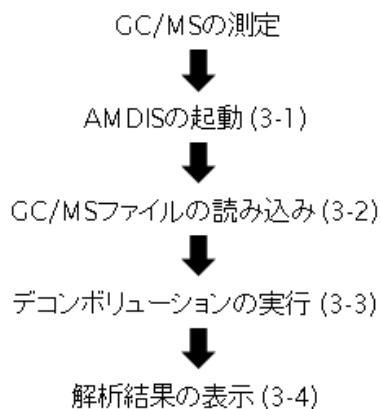 GC/MSの測定
AMDISの起動 (3-1)
GC/MSファイルの読み込み (3-2)
デコンボリューションの実行 (3-3)
解析結果の表示 (3-4)